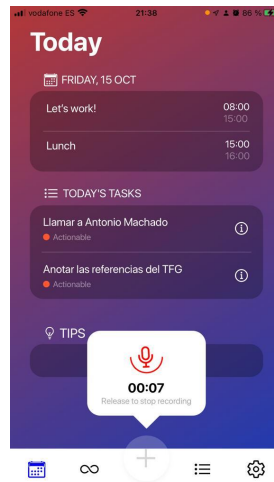 vodafone ES 21:38 86 %
Today
FRIDAY, 15 OCT
Let's work! 08:00
15:00
Lunch 15:00
16:00
TODAY'S TASKS
Llamar a Antonio Machado
Actionable
Anotar las referencias del TFG
Actionable
TIPS
00:07
Release to stop recording